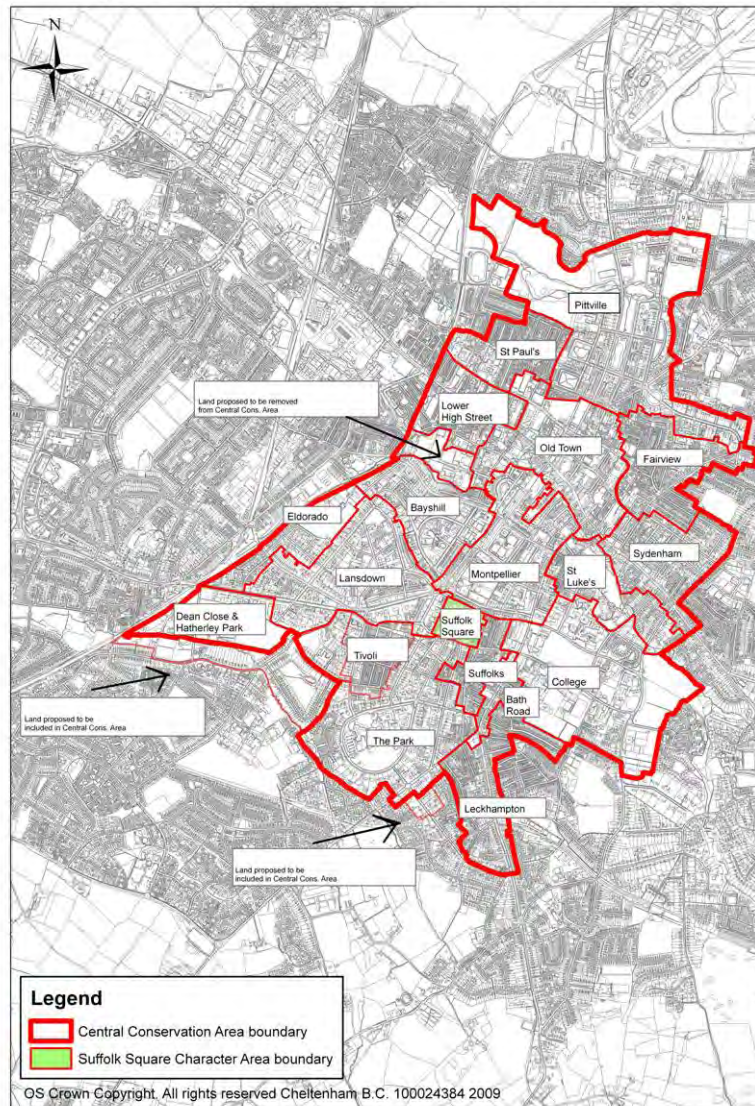 N
Pittville
St Paul's
Land proposed to be removed
from Central Cons. Area
Lower
High Street
Old Town
Fairview
Bayshill
Eldorado
Sydenham
Lansdown
Montpellier
St
Luke's
Dean Close &
Hatherley Park
Suffolk
Square
Tivoli
Suffolks
College
Land proposed to be
included in Central Cons. Area
Bath
Road
The Park
Leckhampton
Land proposed to be
included in Central Cons. Area
Legend
Central Conservation Area boundary
Suffolk Square Character Area boundary
OS Crown Copyright. All rights reserved Cheltenham B.C. 100024384 2009